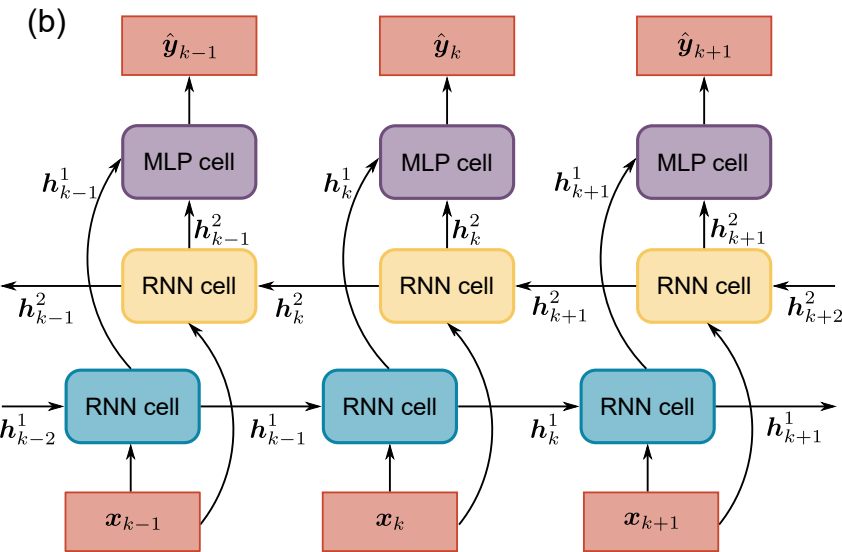 (b)
ŷ_{k−1} ŷ_k ŷ_{k+1}
MLP cell MLP cell MLP cell
h^1_{k−1} h^1_k h^1_{k+1}
h^2_{k−1} h^2_k h^2_{k+1}
RNN cell RNN cell RNN cell
h^2_{k−1} h^2_k h^2_{k+1} h^2_{k+2}
RNN cell RNN cell RNN cell
h^1_{k−2} h^1_{k−1} h^1_k h^1_{k+1}
x_{k−1} x_k x_{k+1}